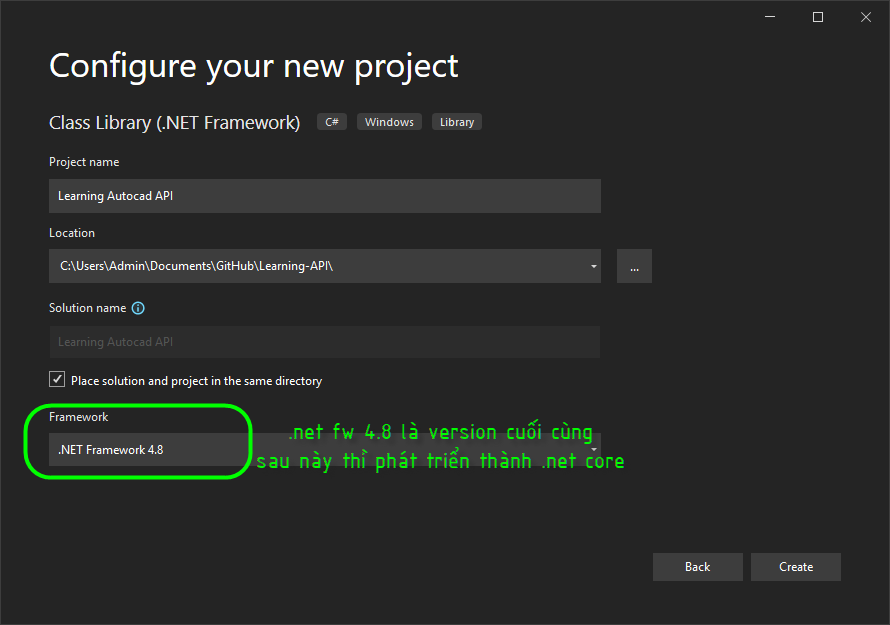 Configure your new project
Class Library (.NET Framework) C# Windows Library
Project name
Learning Autocad API
Location
C:\Users\Admin\Documents\GitHub\Learning-API\ ...
Solution name
Learning Autocad API
Place solution and project in the same directory
Framework
.NET Framework 4.8
.net fw 4.8 là version cuối cùng
sau này thì phát triển thành .net core
Back Create